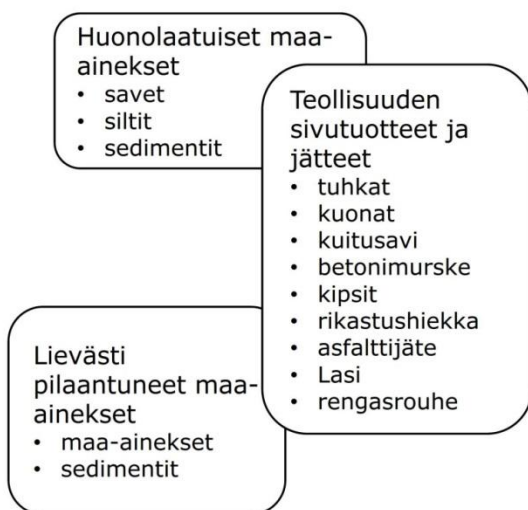 Huonolaatuiset maa-
ainekset
• savet
• siltit
• sedimentit
Teollisuuden
sivutuotteet ja
jätteet
• tuhkat
• kuonat
• kuitusavi
• betonimurske
• kipsit
• rikastushiekka
• asfalttijäte
• Lasi
• rengasrouhe
Lievästi
pilaantuneet maa-
ainekset
• maa-ainekset
• sedimentit